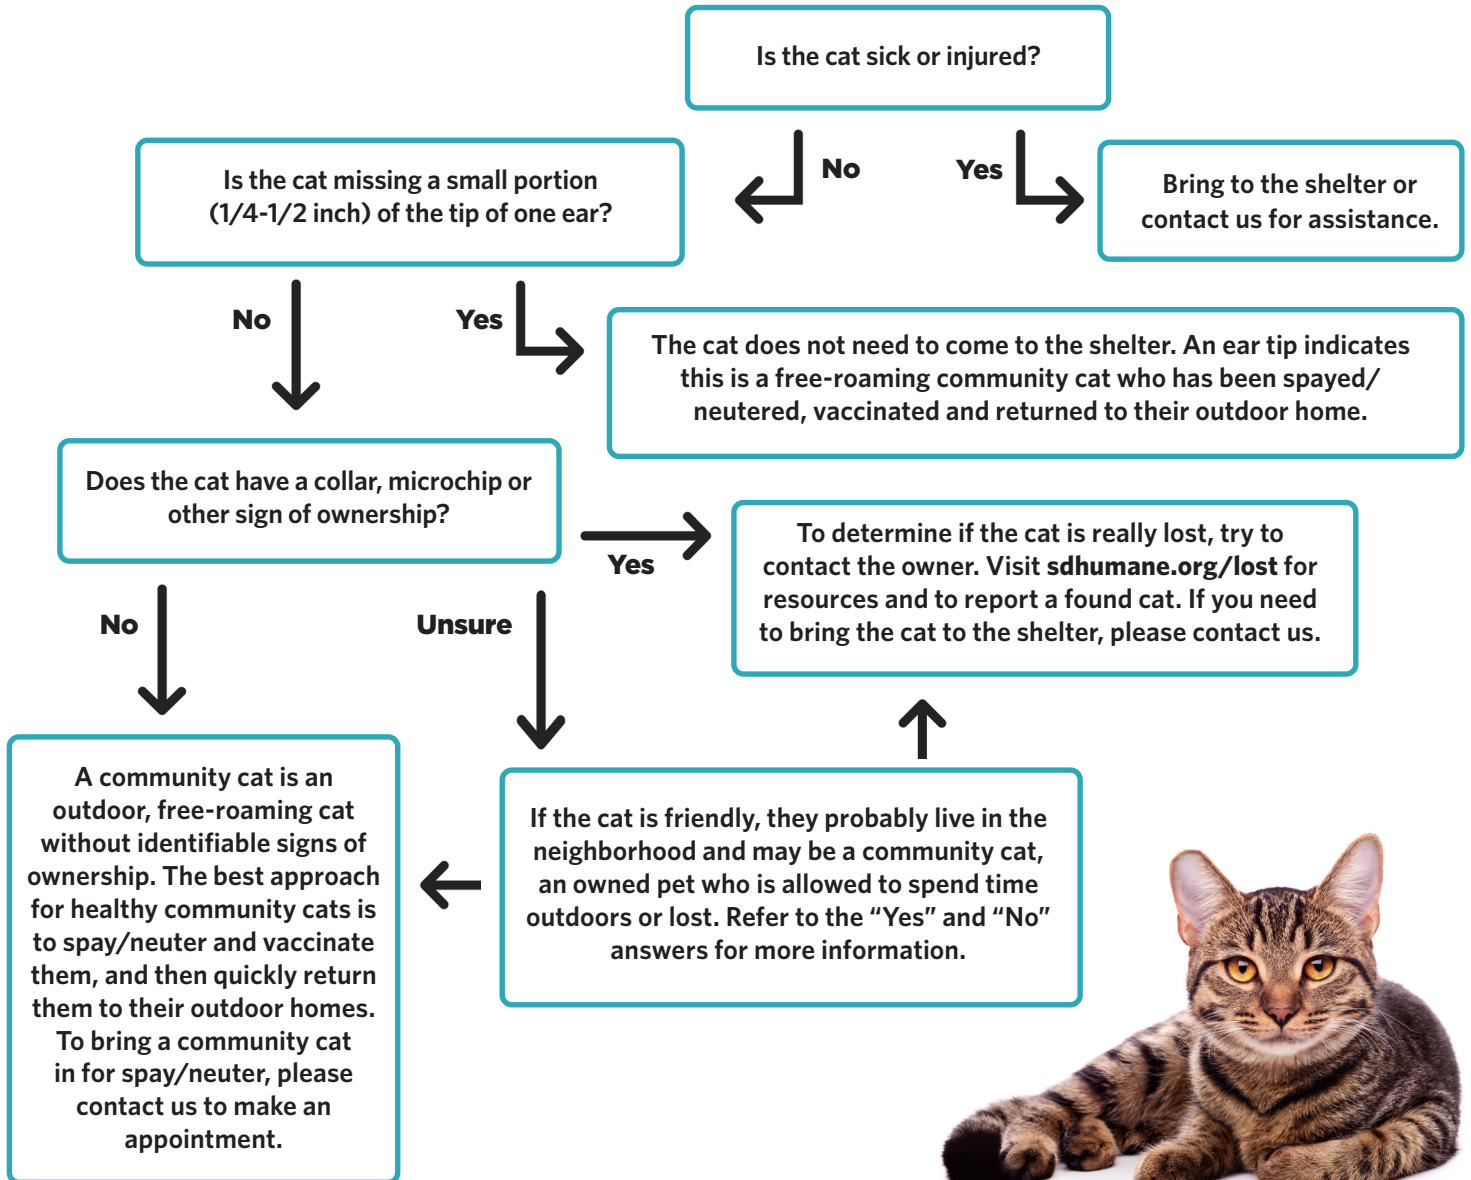 Is the cat sick or injured?
No
Yes
Bring to the shelter or
contact us for assistance.
Is the cat missing a small portion
(1/4-1/2 inch) of the tip of one ear?
No
Yes
The cat does not need to come to the shelter. An ear tip indicates
this is a free-roaming community cat who has been spayed/
neutered, vaccinated and returned to their outdoor home.
Does the cat have a collar, microchip or
other sign of ownership?
Yes
To determine if the cat is really lost, try to
contact the owner. Visit sdhumane.org/lost for
resources and to report a found cat. If you need
to bring the cat to the shelter, please contact us.
No
Unsure
A community cat is an
outdoor, free-roaming cat
without identifiable signs of
ownership. The best approach
for healthy community cats is
to spay/neuter and vaccinate
them, and then quickly return
them to their outdoor homes.
To bring a community cat
in for spay/neuter, please
contact us to make an
appointment.
If the cat is friendly, they probably live in the
neighborhood and may be a community cat,
an owned pet who is allowed to spend time
outdoors or lost. Refer to the “Yes” and “No”
answers for more information.